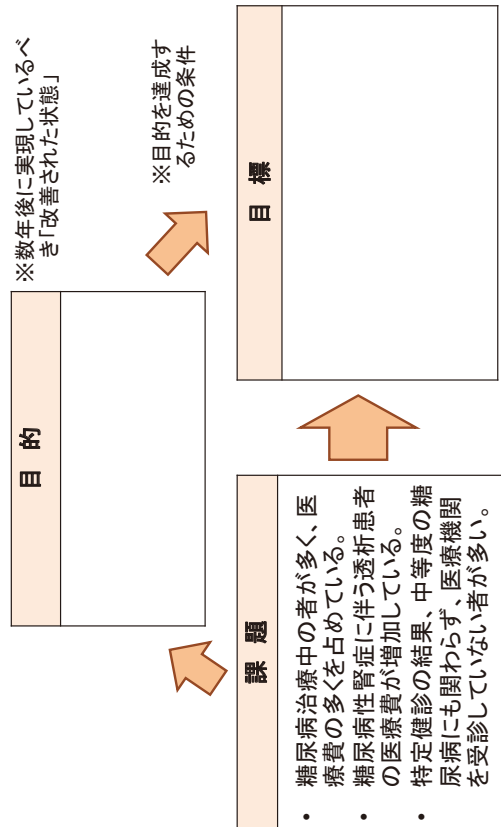 課 題
・ 糖尿病治療中の者が多く、医
療費の多くを占めている。
・ 糖尿病性腎症に伴う透析患者
の医療費が増加している。
・ 特定健診の結果、中等度の糖
尿病にも関わらず、医療機関
を受診していない者が多い。
目 的
※数年後に実現しているべ
き「改善された状態」
※目的を達成す
るための条件
目 標